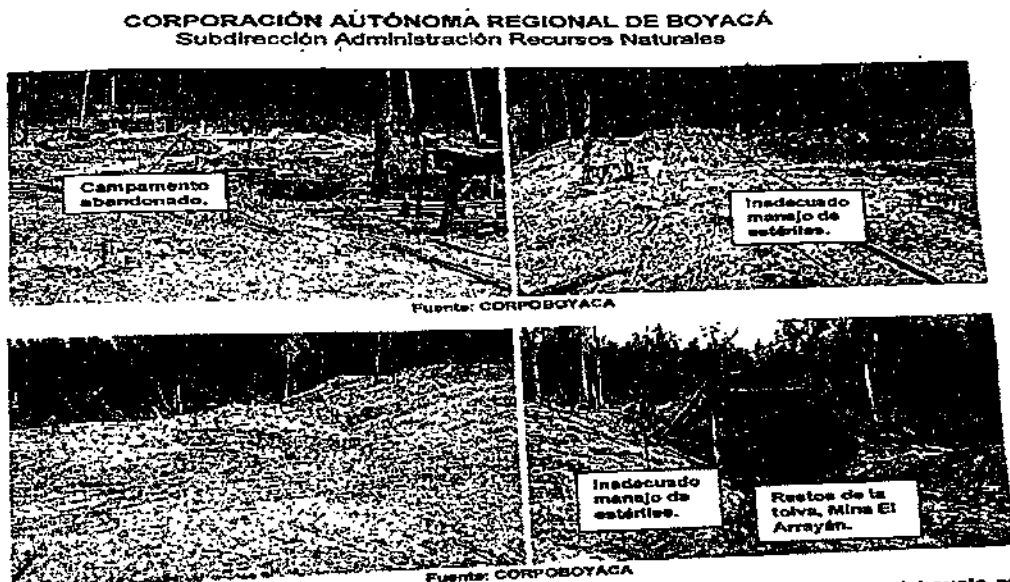 CORPORACIÓN AUTÓNOMA REGIONAL DE BOYACÁ
Subdirección Administración Recursos Naturales
Campamento
abandonado.
Inadecuado
manejo de
estériles.
Fuente: CORPOBOYACA
Inadecuado
manejo de
estériles.
Restos de la
tolva, Mina El
Arrayán.
Fuente: CORPOBOYACA